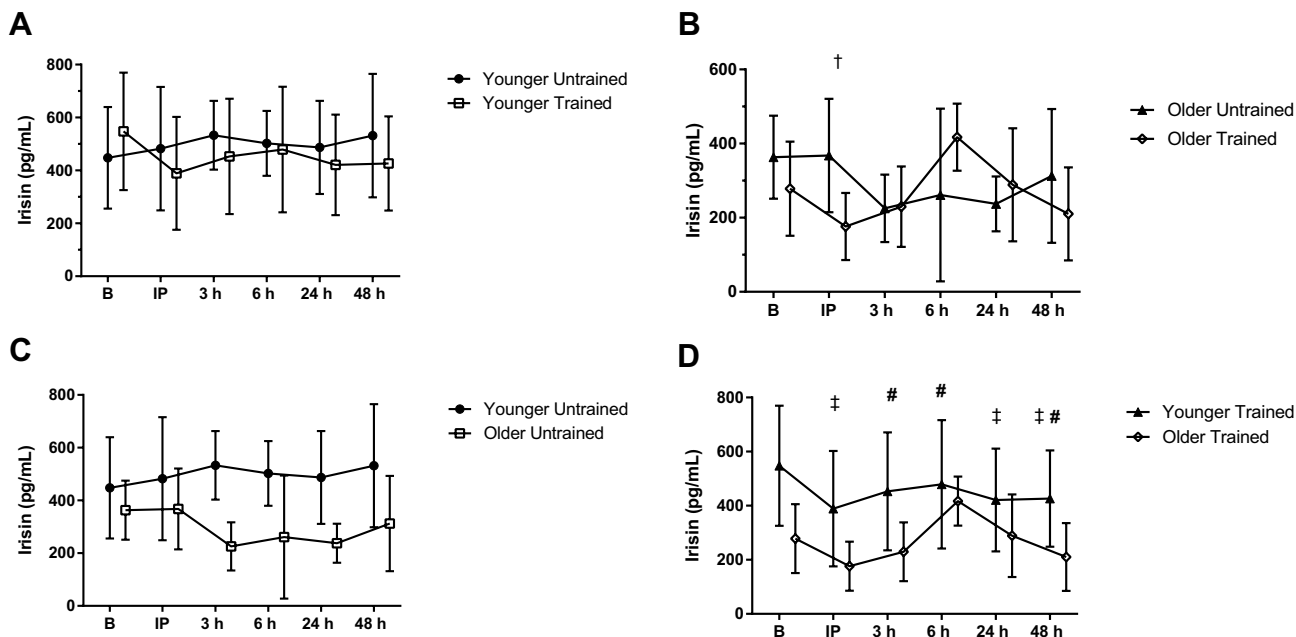 A
Irisin (pg/mL)
800
600
400
200
0
B IP 3 h 6 h 24 h 48 h
Younger Untrained
Younger Trained
B
†
Irisin (pg/mL)
600
400
200
0
B IP 3 h 6 h 24 h 48 h
Older Untrained
Older Trained
C
Irisin (pg/mL)
800
600
400
200
0
B IP 3 h 6 h 24 h 48 h
Younger Untrained
Older Untrained
D
‡ # # ‡ ‡ #
Irisin (pg/mL)
800
600
400
200
0
B IP 3 h 6 h 24 h 48 h
Younger Trained
Older Trained